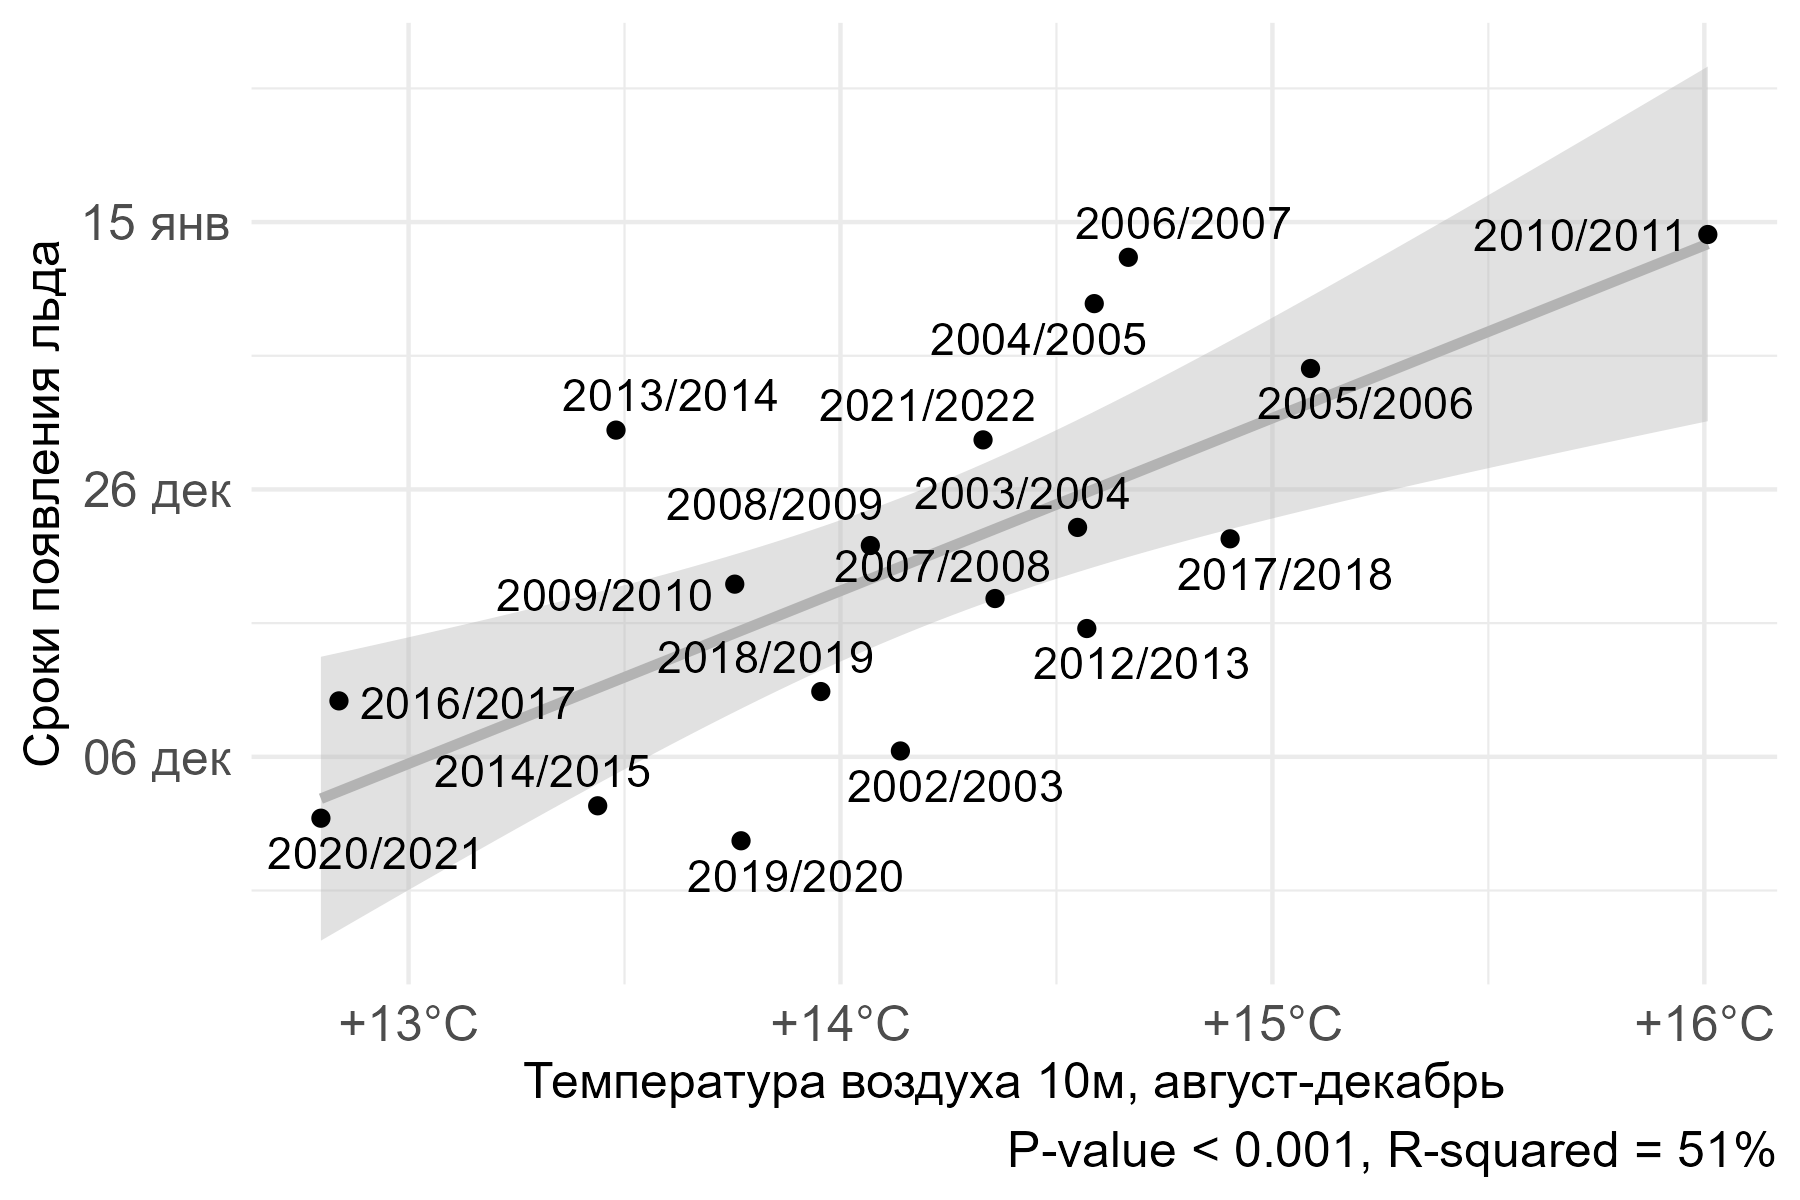 Сроки появления льда
15 янв
26 дек
06 дек
2006/2007
2010/2011
2004/2005
2013/2014
2021/2022
2005/2006
2008/2009
2003/2004
2007/2008
2017/2018
2009/2010
2018/2019
2012/2013
2016/2017
2014/2015
2002/2003
2020/2021
2019/2020
+13°C
+14°C
+15°C
+16°C
Температура воздуха 10м, август-декабрь
P-value < 0.001, R-squared = 51%